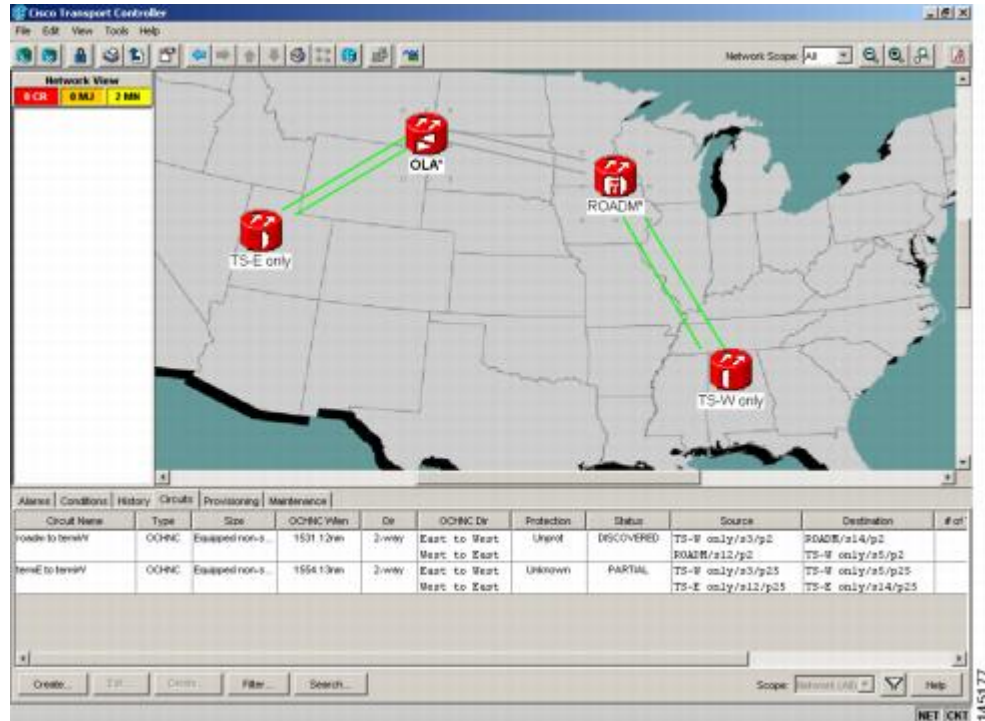 Cisco Transport Controller
File Edit View Tools Help
Network Scope: All
Network View
0 CR 0 MJ 2 MN
OLA*
ROADM*
TS-E only
TS-W only
Alarms Conditions History Circuits Provisioning Maintenance
Circuit Name Type Size OCHNC Wlen Dir OCHNC Dir Protection Status Source Destination # of
roadm to termW OCHNC Equipped non-s... 1531.12nm 2-way East to West Unprot DISCOVERED TS-W only/s3/p2 ROADM/s14/p2
West to East ROADM/s12/p2 TS-W only/s5/p2
termE to termW OCHNC Equipped non-s... 1554.13nm 2-way East to West Unknown PARTIAL TS-W only/s3/p25 TS-W only/s5/p25
West to East TS-E only/s12/p25 TS-E only/s14/p25
Create... Edit... Delete... Filter... Search... Scope: Network (All) Help
NET CKT
145177